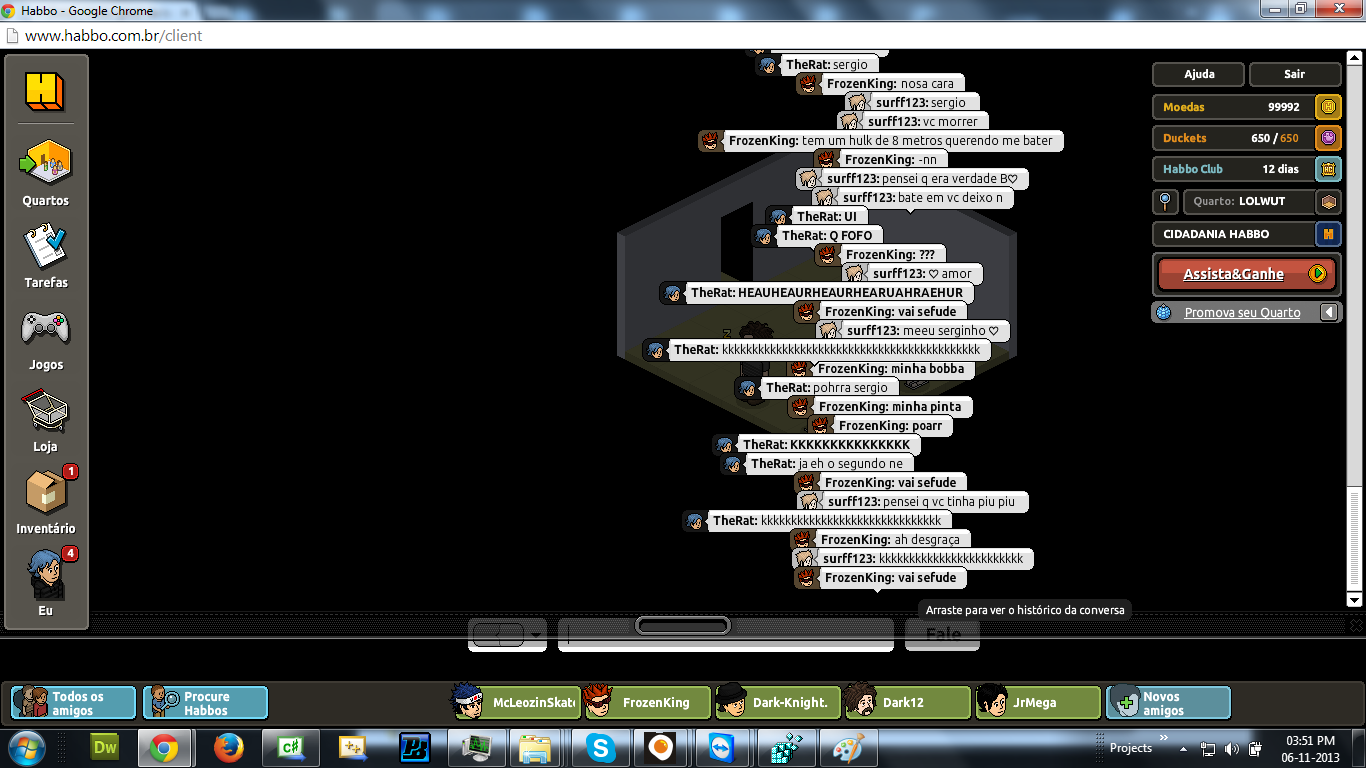 Habbo - Google Chrome
www.habbo.com.br/client
Quartos
Tarefas
Jogos
Loja
1
Inventário
4
Eu
TheRat: sergio
FrozenKing: nosa cara
surff123: sergio
surff123: vc morrer
FrozenKing: tem um hulk de 8 metros querendo me bater
FrozenKing: -nn
surff123: pensei q era verdade B♡
surff123: bate em vc deixo n
TheRat: UI
TheRat: Q FOFO
FrozenKing: ???
surff123: ♡ amor
TheRat: HEAUHEAURHEAURHEARUAHRAEHUR
FrozenKing: vai sefude
surff123: meeu serginho ♡
TheRat: kkkkkkkkkkkkkkkkkkkkkkkkkkkkkkkkkkkkkkkkkkk
FrozenKing: minha bobba
TheRat: pohrra sergio
FrozenKing: minha pinta
FrozenKing: poarr
TheRat: KKKKKKKKKKKKKKK
TheRat: ja eh o segundo ne
FrozenKing: vai sefude
surff123: pensei q vc tinha piu piu
TheRat: kkkkkkkkkkkkkkkkkkkkkkkkkkkkkk
FrozenKing: ah desgraça
surff123: kkkkkkkkkkkkkkkkkkkkkkkk
FrozenKing: vai sefude
Arraste para ver o histórico da conversa
Fale
Ajuda
Sair
Moedas 99992
Duckets 650 / 650
Habbo Club 12 dias
Quarto: LOLWUT
CIDADANIA HABBO
Assista&Ganhe
Promova seu Quarto
Todos os
amigos
Procure
Habbos
McLeozinSkate
FrozenKing
Dark-Knight.
Dark12
JrMega
Novos
amigos
Dw
C#
Projects
03:51 PM
06-11-2013